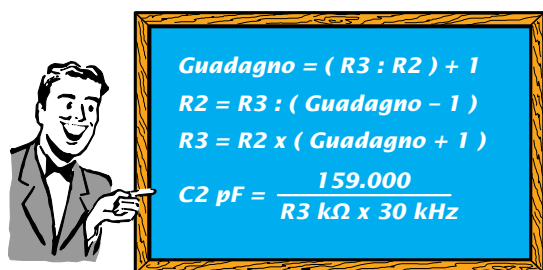 Guadagno = ( R3 : R2 ) + 1
R2 = R3 : ( Guadagno – 1 )
R3 = R2 x ( Guadagno + 1 )
C2 pF = 159.000
R3 kΩ x 30 kHz